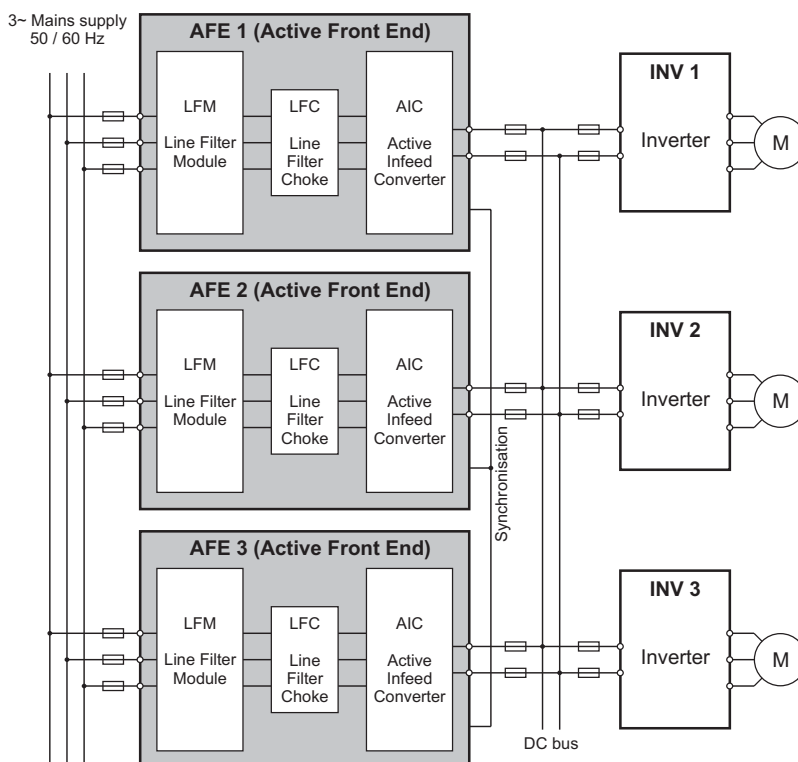 3~ Mains supply
50 / 60 Hz
AFE 1 (Active Front End)
LFM
Line Filter
Module
LFC
Line
Filter
Choke
AIC
Active
Infeed
Converter
INV 1
Inverter
M
AFE 2 (Active Front End)
LFM
Line Filter
Module
LFC
Line
Filter
Choke
AIC
Active
Infeed
Converter
Synchronisation
INV 2
Inverter
M
AFE 3 (Active Front End)
LFM
Line Filter
Module
LFC
Line
Filter
Choke
AIC
Active
Infeed
Converter
INV 3
Inverter
M
DC bus